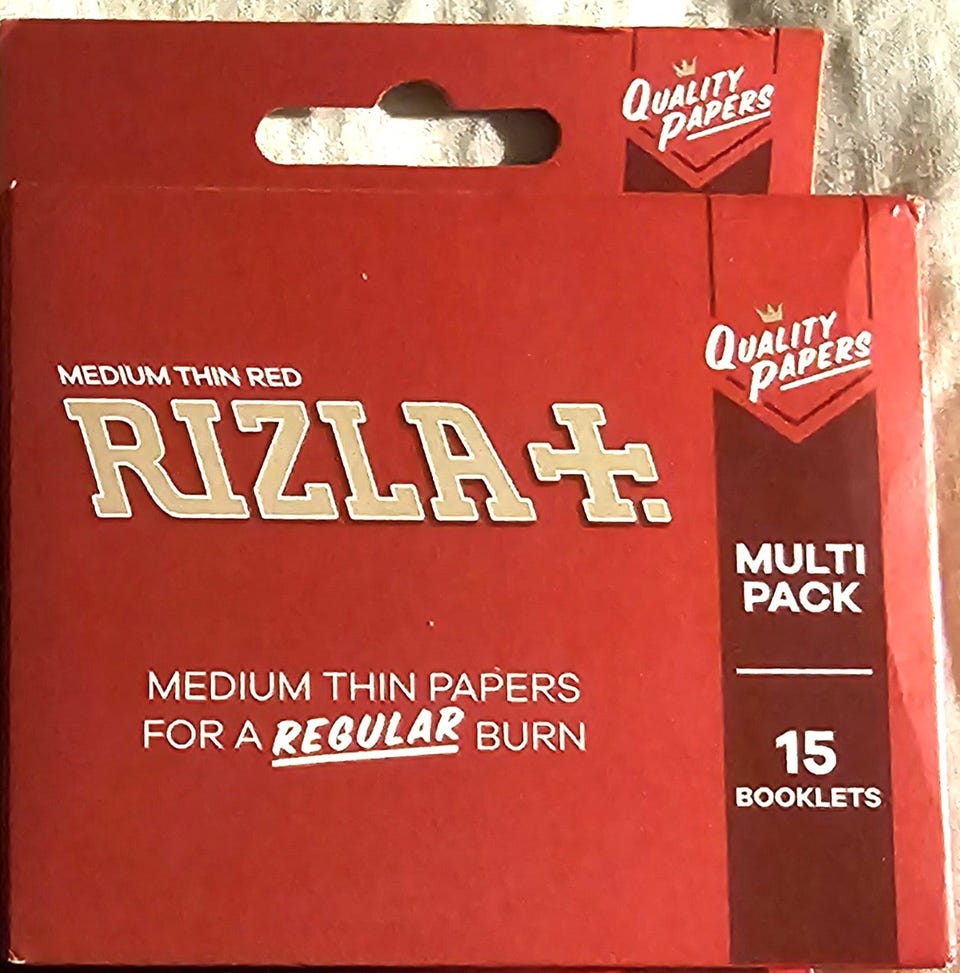 QUALITY
PAPERS
QUALITY
PAPERS
MEDIUM THIN RED
RIZLA+.
MULTI
PACK
MEDIUM THIN PAPERS
FOR A REGULAR BURN
15
BOOKLETS